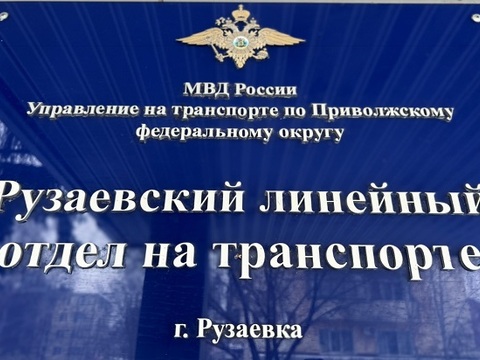 МВД России
Управление на транспорте по Приволжскому
федеральному округу
Рузаевский линейный
отдел на транспорте
г. Рузаевка